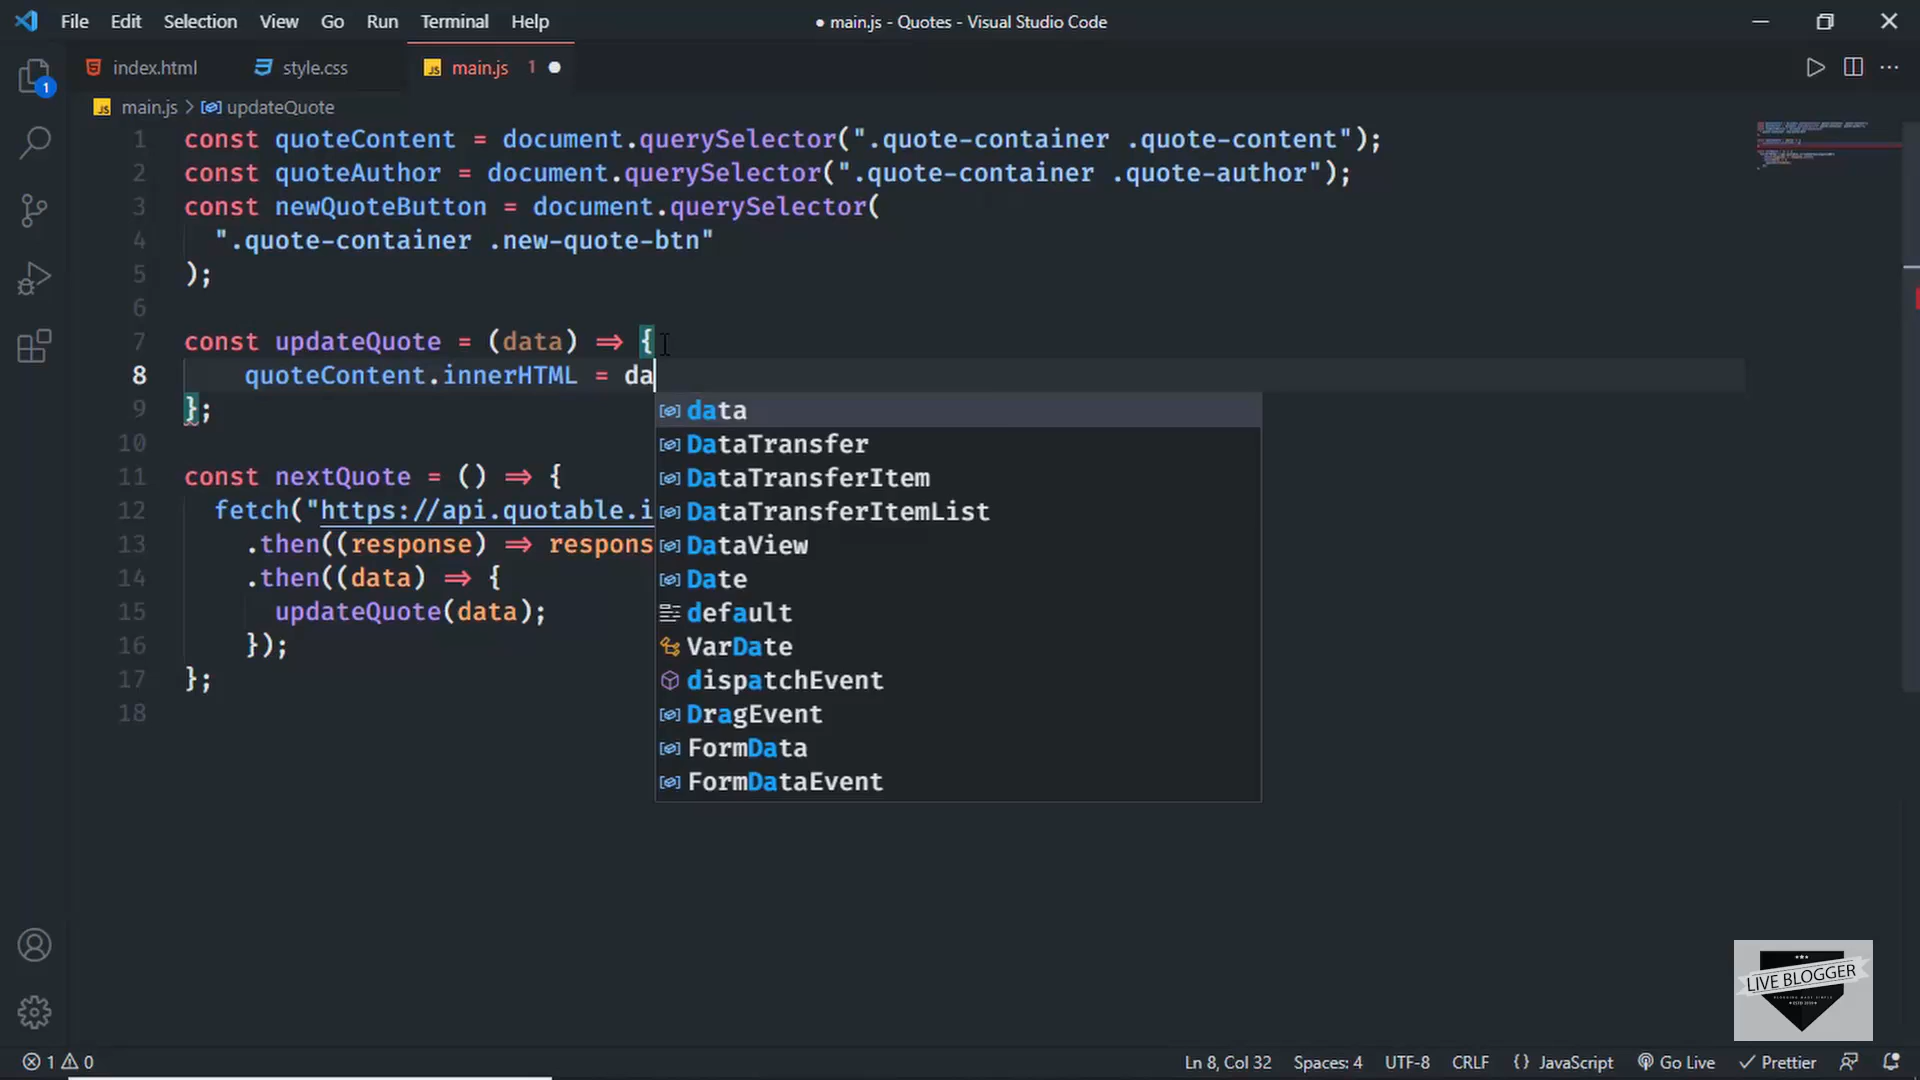 File Edit Selection View Go Run Terminal Help
● main.js - Quotes - Visual Studio Code
index.html style.css main.js 1
main.js > updateQuote
1 const quoteContent = document.querySelector(".quote-container .quote-content");
2 const quoteAuthor = document.querySelector(".quote-container .quote-author");
3 const newQuoteButton = document.querySelector(
4 ".quote-container .new-quote-btn"
5 );
6
7 const updateQuote = (data) => {
8 quoteContent.innerHTML = da
9 };
10
11 const nextQuote = () => {
12 fetch("https://api.quotable.i
13 .then((response) => respons
14 .then((data) => {
15 updateQuote(data);
16 });
17 };
18
data
DataTransfer
DataTransferItem
DataTransferItemList
DataView
Date
default
VarDate
dispatchEvent
DragEvent
FormData
FormDataEvent
1
LIVE BLOGGER
1 0 Ln 8, Col 32 Spaces: 4 UTF-8 CRLF {} JavaScript Go Live Prettier